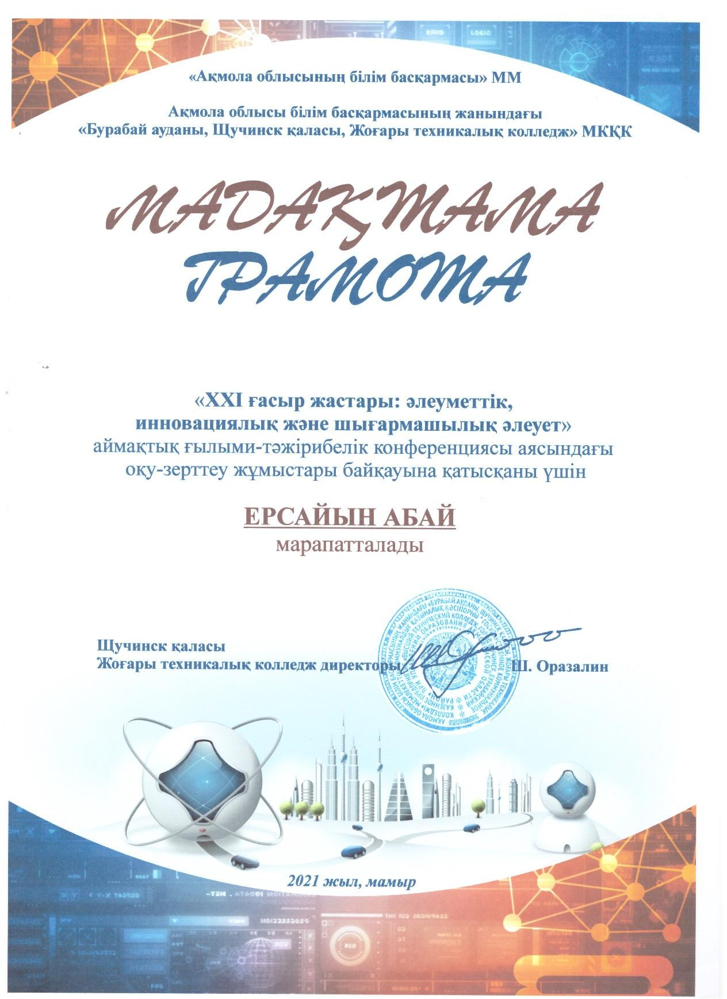 «Ақмола облысының білім басқармасы» ММ
Ақмола облысы білім басқармасының жанындағы
«Бурабай ауданы, Щучинск қаласы, Жоғары техникалық колледж» МКҚК
МАДАҚТАМА
ГРАМОТА
«XXI ғасыр жастары: әлеуметтік,
инновациялық және шығармашылық әлеует»
аймақтық ғылыми-тәжірибелік конференциясы аясындағы
оқу-зерттеу жұмыстары байқауына қатысқаны үшін
ЕРСАЙЫН АБАЙ
марапатталады
Щучинск қаласы
Жоғары техникалық колледж директоры Ш. Оразалин
2021 жыл, мамыр